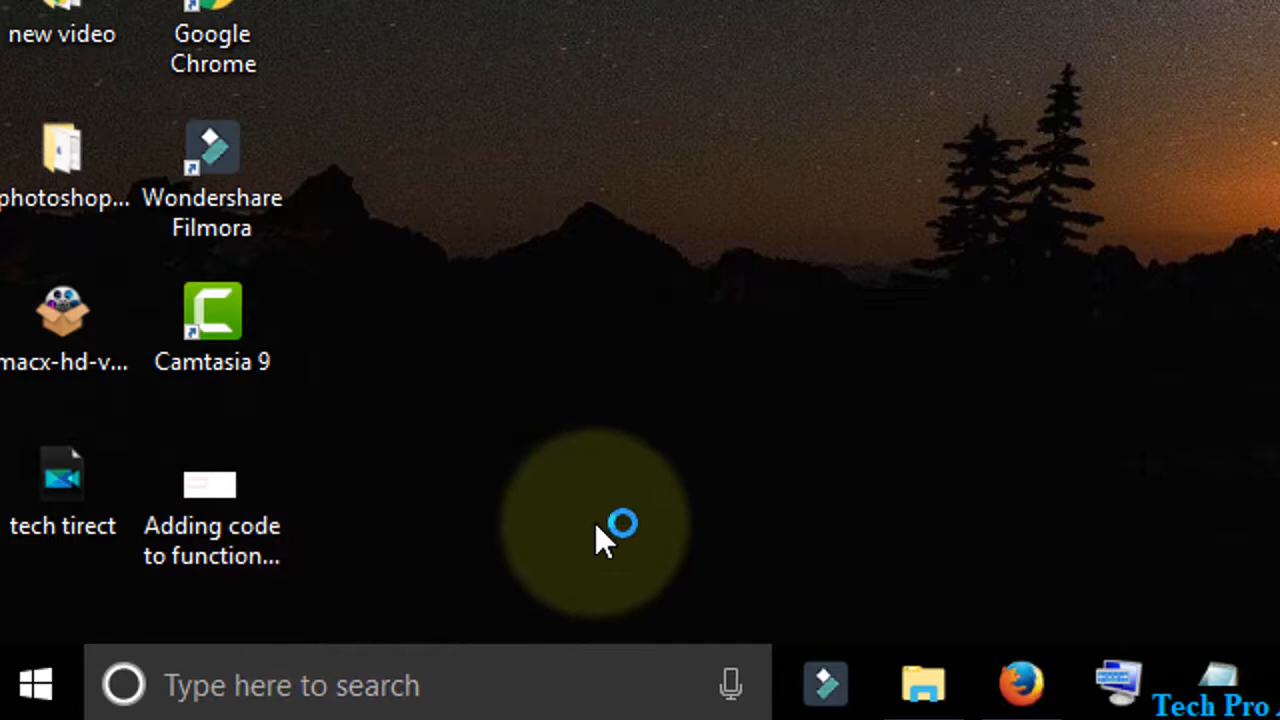 new video
Google
Chrome
photoshop...
Wondershare
Filmora
macx-hd-v...
Camtasia 9
tech tirect
Adding code
to function...
Type here to search
Tech Pro